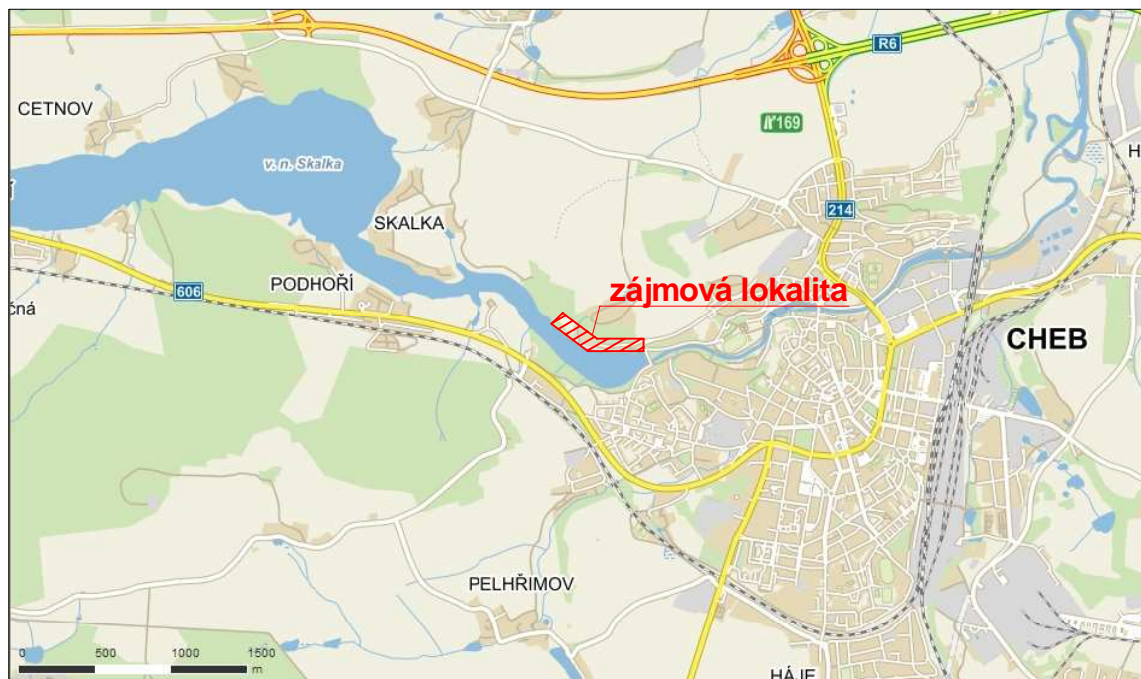 R6
CETNOV
169
v. n. Skalka
H
214
SKALKA
zájmová lokalita
PODHOŘÍ
606
čná
CHEB
PELHŘIMOV
0 500 1000 1500
m
HÁJE